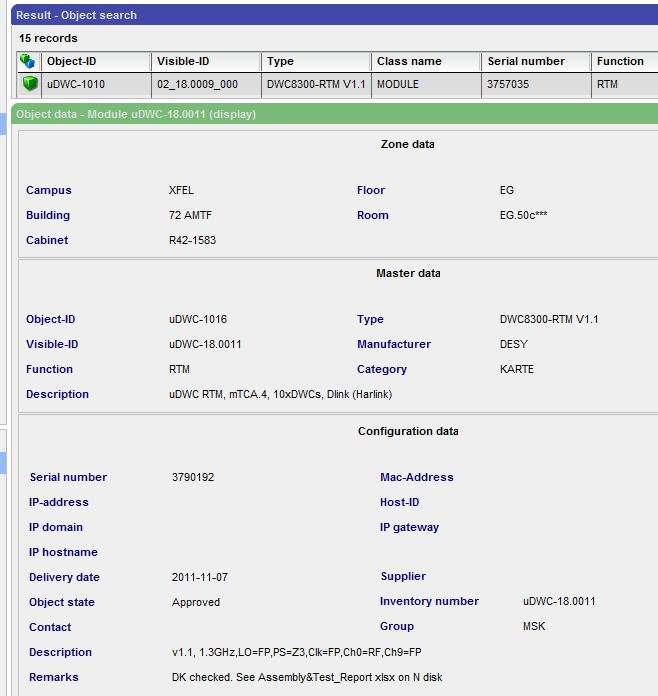 Result - Object search
15 records
Object-ID Visible-ID Type Class name Serial number Function
uDWC-1010 02_18.0009_000 DWC8300-RTM V1.1 MODULE 3757035 RTM
Object data - Module uDWC-18.0011 (display)
Zone data
Campus XFEL Floor EG
Building 72 AMTF Room EG.50c***
Cabinet R42-1583
Master data
Object-ID uDWC-1016 Type DWC8300-RTM V1.1
Visible-ID uDWC-18.0011 Manufacturer DESY
Function RTM Category KARTE
Description uDWC RTM, mTCA.4, 10xDWCs, Dlink (Harlink)
Configuration data
Serial number 3790192 Mac-Address
IP-address Host-ID
IP domain IP gateway
IP hostname
Delivery date 2011-11-07 Supplier
Object state Approved Inventory number uDWC-18.0011
Contact Group MSK
Description v1.1, 1.3GHz,LO=FP,PS=Z3,Clk=FP,Ch0=RF,Ch9=FP
Remarks DK checked. See Assembly&Test_Report xlsx on N disk